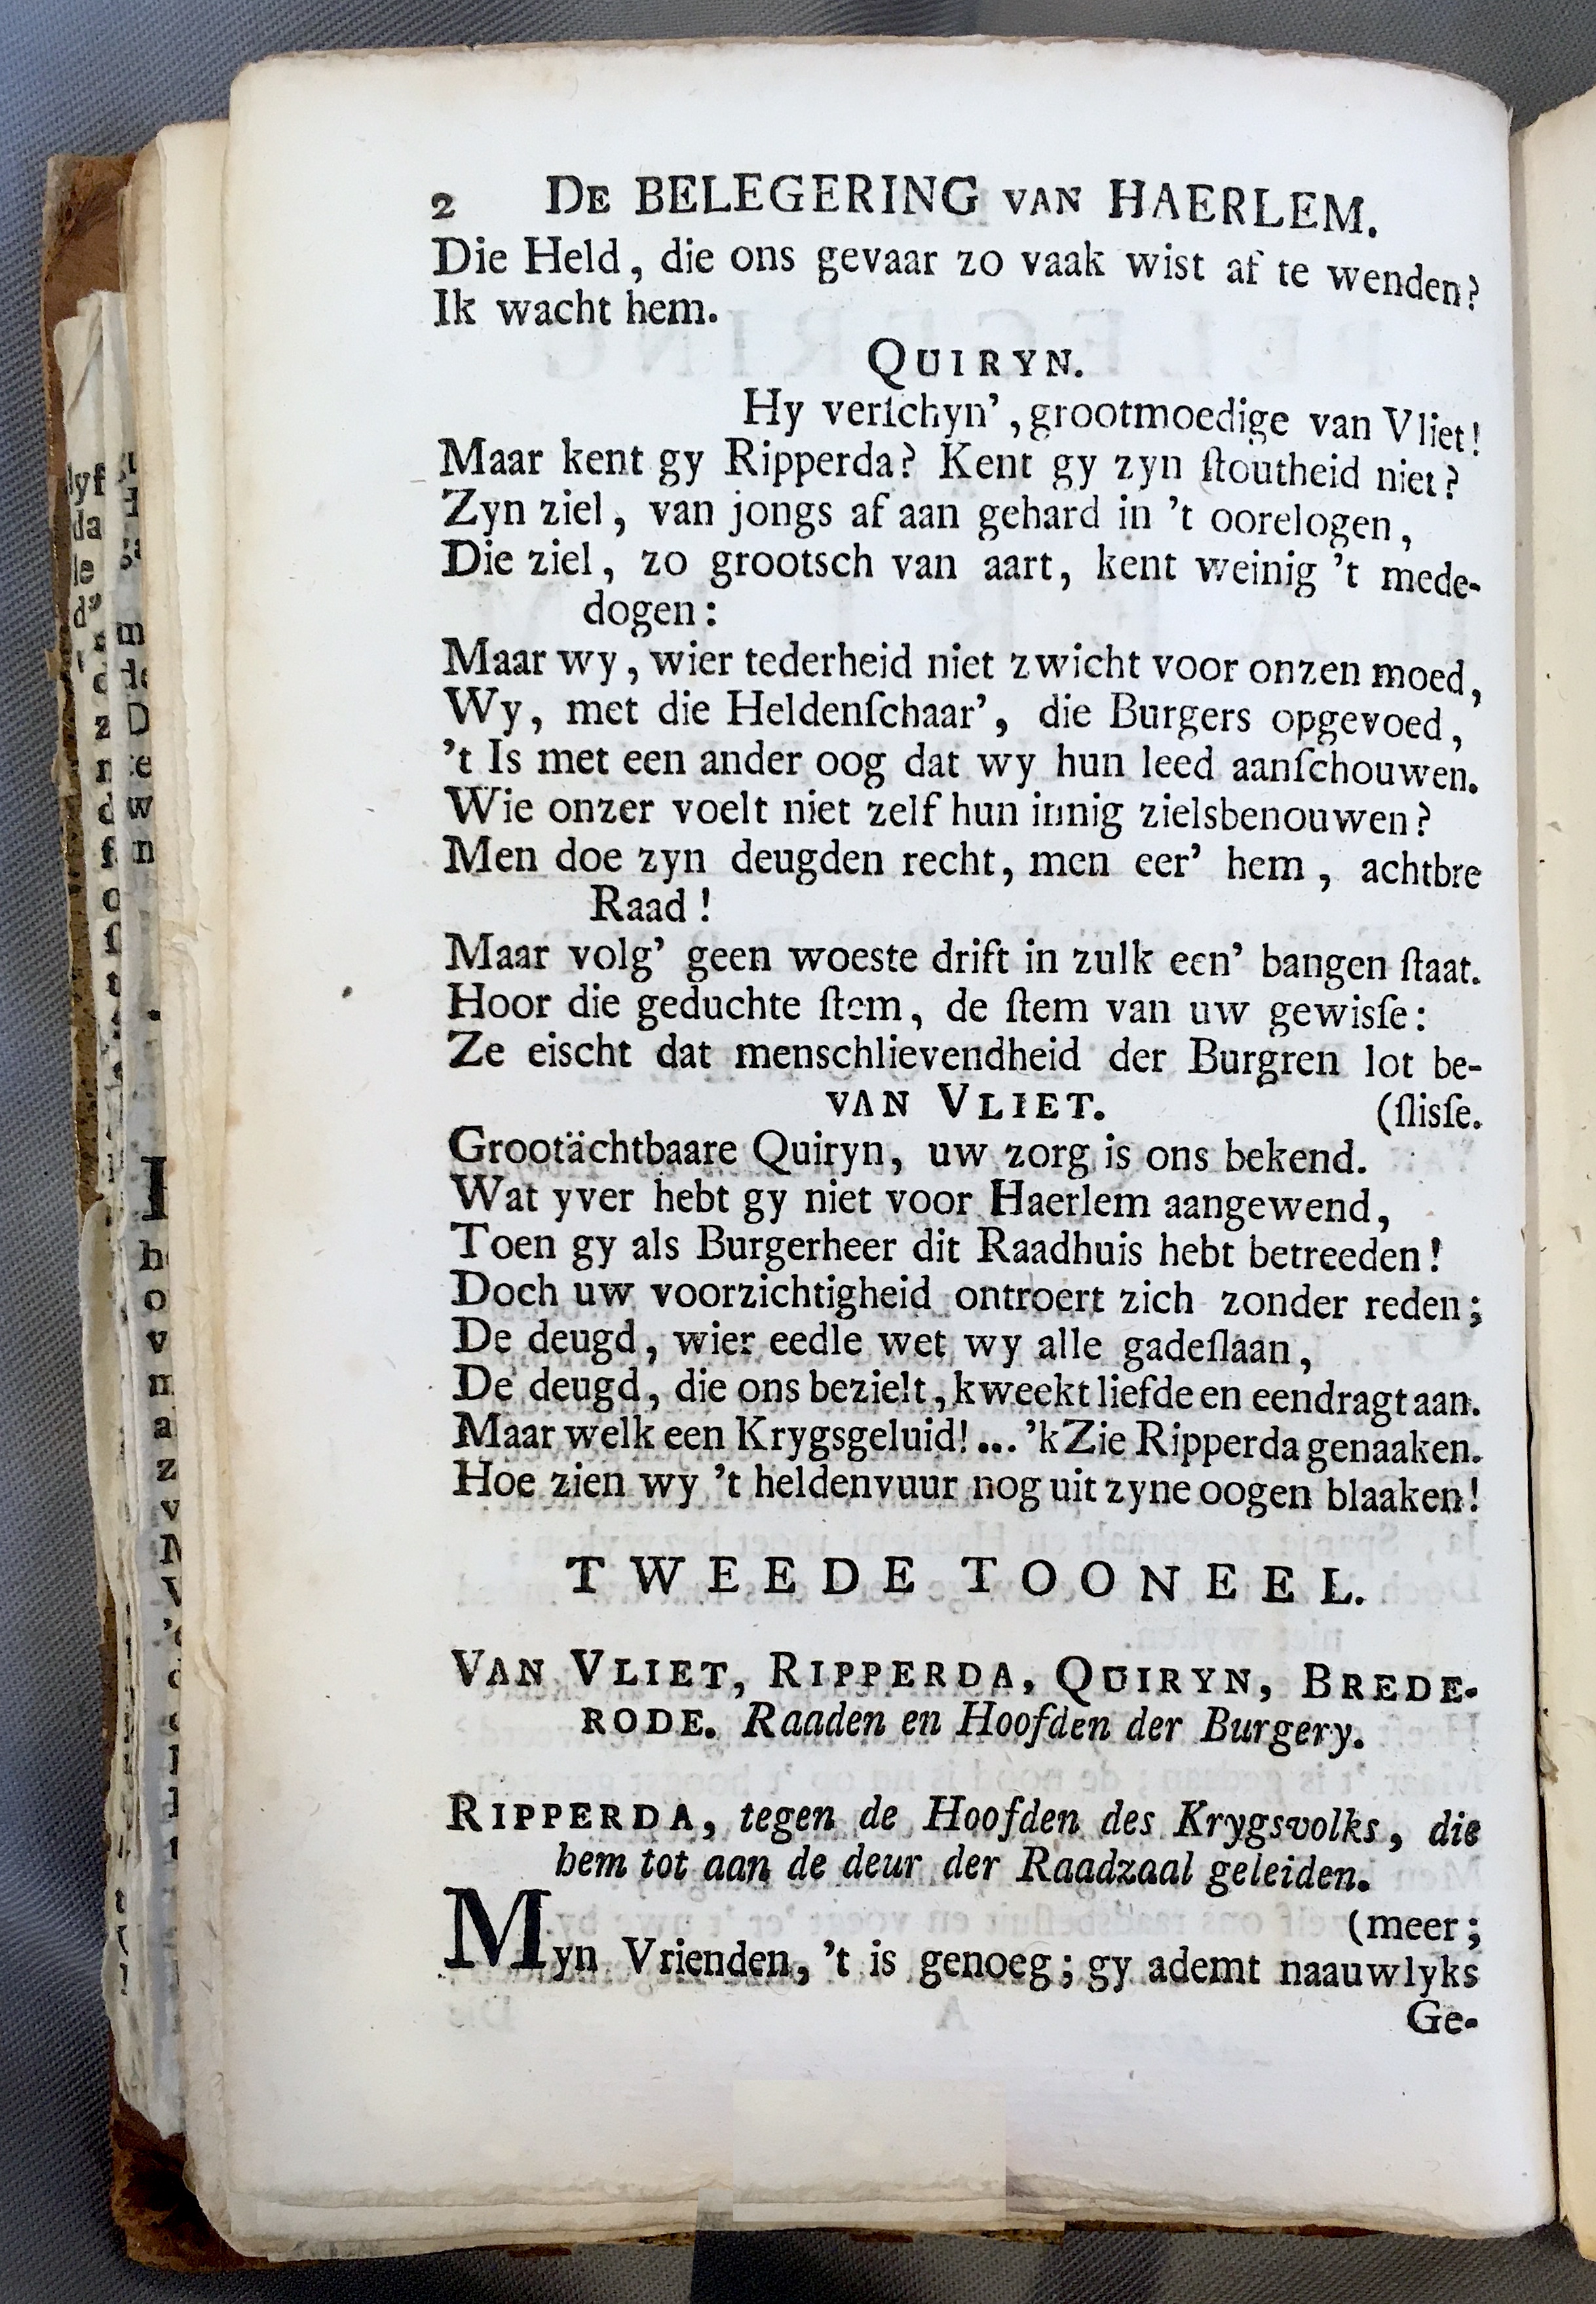 2 DE BELEGERING VAN HAERLEM.
Die Held, die ons gevaar zo vaak wist af te wenden?
Ik wacht hem.
QUIRYN.
Hy verſchyn', grootmoedige van Vliet!
Maar kent gy Ripperda? Kent gy zyn ſtoutheid niet?
Zyn ziel, van jongs af aan gehard in 't oorelogen,
Die ziel, zo grootsch van aart, kent weinig 't mede-
dogen:
Maar wy, wier tederheid niet zwicht voor onzen moed,
Wy, met die Heldenſchaar', die Burgers opgevoed,
't Is met een ander oog dat wy hun leed aanſchouwen.
Wie onzer voelt niet zelf hun innig zielsbenouwen?
Men doe zyn deugden recht, men eer' hem, achtbre
Raad!
Maar volg' geen woeste drift in zulk een' bangen ſtaat.
Hoor die geduchte ſtem, de ſtem van uw gewisſe:
Ze eischt dat menschlievendheid der Burgren lot be-
VAN VLIET. (ſlisſe.
Grootächtbaare Quiryn, uw zorg is ons bekend.
Wat yver hebt gy niet voor Haerlem aangewend,
Toen gy als Burgerheer dit Raadhuis hebt betreeden!
Doch uw voorzichtigheid ontroert zich zonder reden;
De deugd, wier eedle wet wy alle gadeſlaan,
De deugd, die ons bezielt, kweekt liefde en eendragt aan.
Maar welk een Krygsgeluid!... 'k Zie Ripperda genaaken.
Hoe zien wy 't heldenvuur nog uit zyne oogen blaaken!
TWEEDE TOONEEL.
VAN VLIET, RIPPERDA, QUIRYN, BREDE-
RODE. Raaden en Hoofden der Burgery.
RIPPERDA, tegen de Hoofden des Krygsvolks, die
hem tot aan de deur der Raadzaal geleiden.
(meer;
Myn Vrienden, 't is genoeg; gy ademt naauwlyks
Ge-